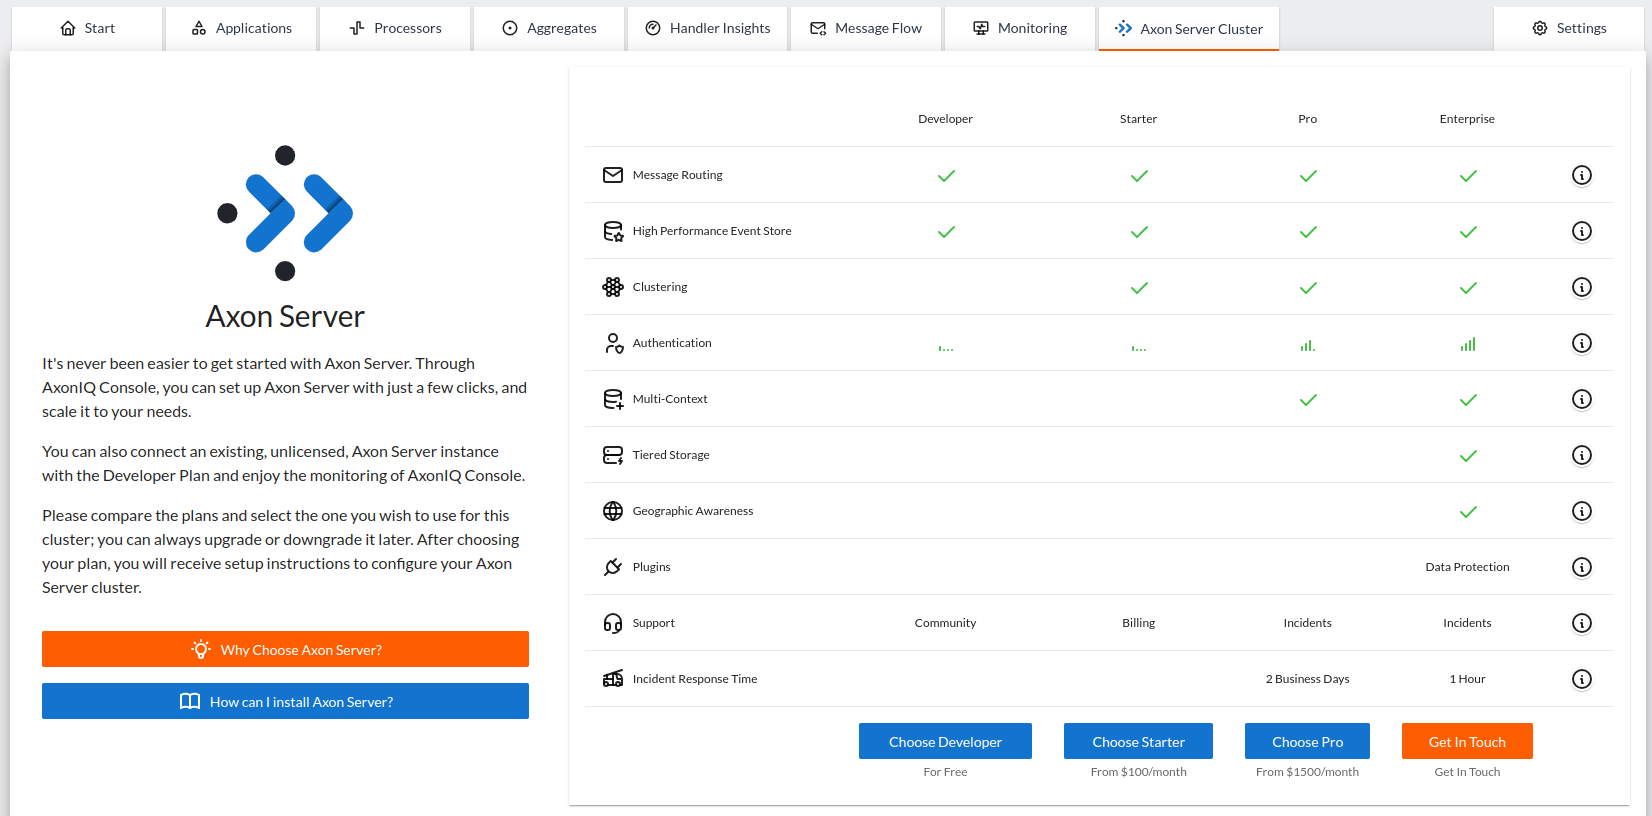 Start
Applications
Processors
Aggregates
Handler Insights
Message Flow
Monitoring
Axon Server Cluster
Settings
Axon Server
It's never been easier to get started with Axon Server. Through
AxonIQ Console, you can set up Axon Server with just a few clicks, and
scale it to your needs.
You can also connect an existing, unlicensed, Axon Server instance
with the Developer Plan and enjoy the monitoring of AxonIQ Console.
Please compare the plans and select the one you wish to use for this
cluster; you can always upgrade or downgrade it later. After choosing
your plan, you will receive setup instructions to configure your Axon
Server cluster.
Why Choose Axon Server?
How can I install Axon Server?
Developer Starter Pro Enterprise
Message Routing
High Performance Event Store
Clustering
Authentication
Multi-Context
Tiered Storage
Geographic Awareness
Plugins Data Protection
Support Community Billing Incidents Incidents
Incident Response Time 2 Business Days 1 Hour
Choose Developer Choose Starter Choose Pro Get In Touch
For Free From $100/month From $1500/month Get In Touch